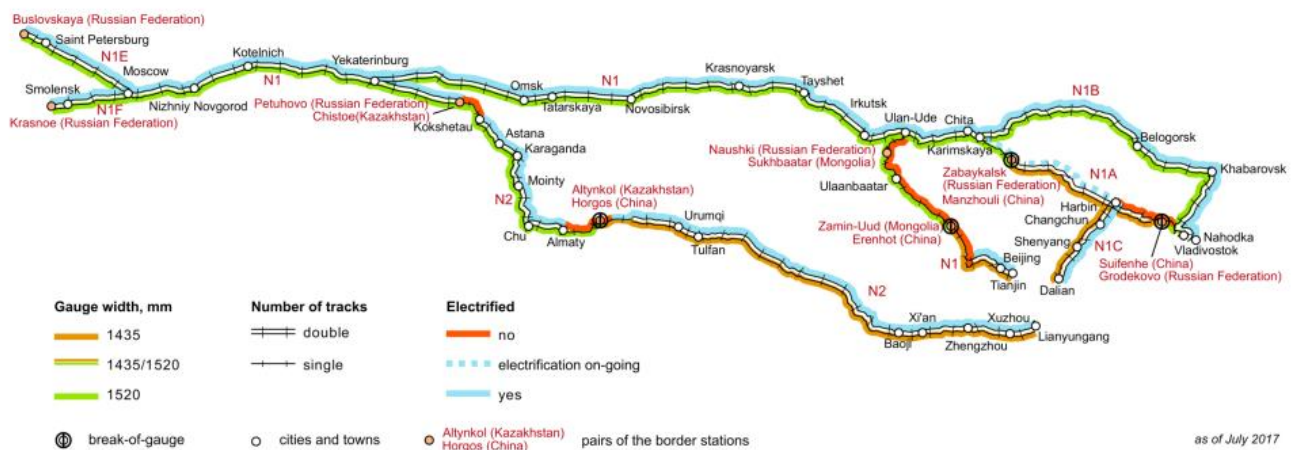 Buslovskaya (Russian Federation)
Saint Petersburg
N1E
Moscow
Smolensk
N1F
Krasnoe (Russian Federation)
Nizhniy Novgorod
Kotelnich
N1
Yekaterinburg
Petuhovo (Russian Federation)
Chistoe(Kazakhstan)
Kokshetau
Astana
Karaganda
Mointy
N2
Chu
Almaty
Altynkol (Kazakhstan)
Horgos (China)
Urumqi
Tulfan
N2
Baoji
Xi'an
Zhengzhou
Xuzhou
Lianyungang
Omsk
Tatarskaya
N1
Novosibirsk
Krasnoyarsk
Tayshet
Irkutsk
Ulan-Ude
Chita
Karimskaya
Naushki (Russian Federation)
Sukhbaatar (Mongolia)
Ulaanbaatar
Zamin-Uud (Mongolia)
Erenhot (China)
N1
Beijing
Tianjin
N1B
Belogorsk
Khabarovsk
Zabaykalsk
(Russian Federation)
Manzhouli (China)
N1A
Harbin
Changchun
Shenyang
N1C
Dalian
Nahodka
Vladivostok
Suifenhe (China)
Grodekovo (Russian Federation)
Gauge width, mm
1435
1435/1520
1520
Number of tracks
double
single
Electrified
no
electrification on-going
yes
break-of-gauge
cities and towns
Altynkol (Kazakhstan)
Horgos (China)
pairs of the border stations
as of July 2017